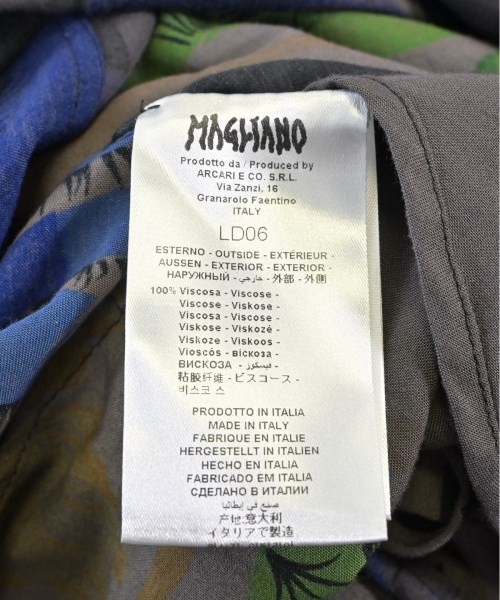 MAGLIANO
Prodotto da / Produced by
ARCARI E CO. S.R.L.
Via Zanzi, 16
Granarolo Faentino
ITALY
LD06
ESTERNO - OUTSIDE - EXTÉRIEUR -
AUSSEN - EXTERIOR - EXTERIOR -
НАРУЖНЫЙ - خارجي - 外部 - 外側
100% Viscosa - Viscose -
Viskosa - Viscose -
Viscosa - Viscose -
Viskose - Viskozé -
Viskoze - Viskoos -
Vioscós - віскоза -
ВИСКОЗА - فيسكوز -
粘胶纤维 - ビスコース -
비스코 스
PRODOTTO IN ITALIA
MADE IN ITALY
FABRIQUE EN ITALIE
HERGESTELLT IN ITALIEN
HECHO EN ITALIA
FABRICADO EM ITALIA
СДЕЛАНО В ИТАЛИИ
صنع في إيطاليا
产地:意大利
イタリアで製造